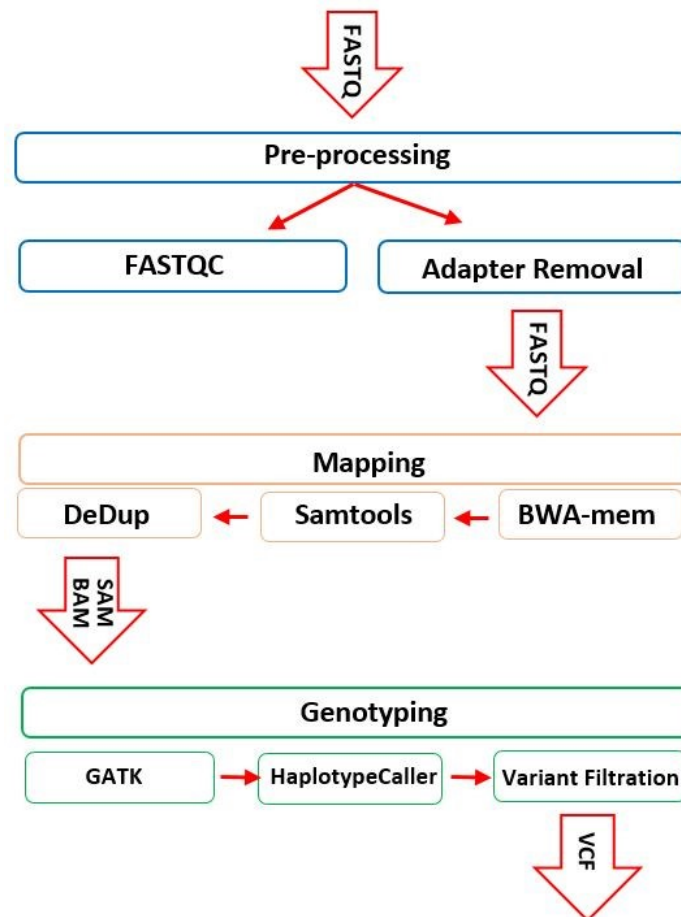 FASTQ
Pre-processing
FASTQC
Adapter Removal
FASTQ
Mapping
DeDup
Samtools
BWA-mem
SAM
BAM
Genotyping
GATK
HaplotypeCaller
Variant Filtration
VCF